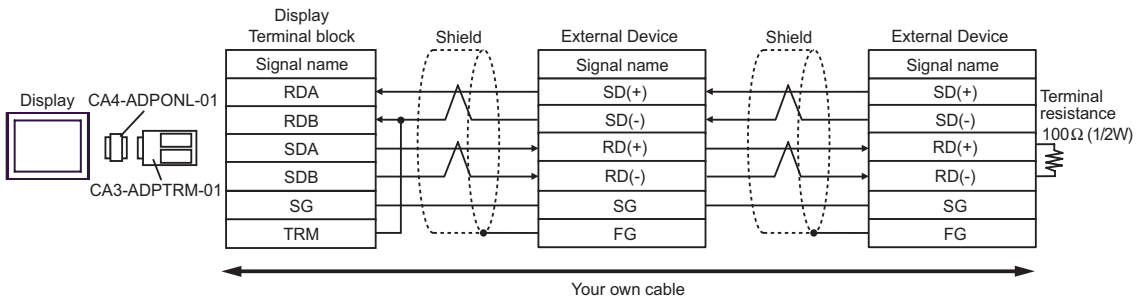 Display
Terminal block
Shield
External Device
Shield
External Device
Signal name
Signal name
Signal name
Display
CA4-ADPONL-01
CA3-ADPTRM-01
RDA
SD(+)
SD(+)
RDB
SD(-)
SD(-)
SDA
RD(+)
RD(+)
SDB
RD(-)
RD(-)
SG
SG
SG
TRM
FG
FG
Terminal
resistance
100Ω (1/2W)
Your own cable